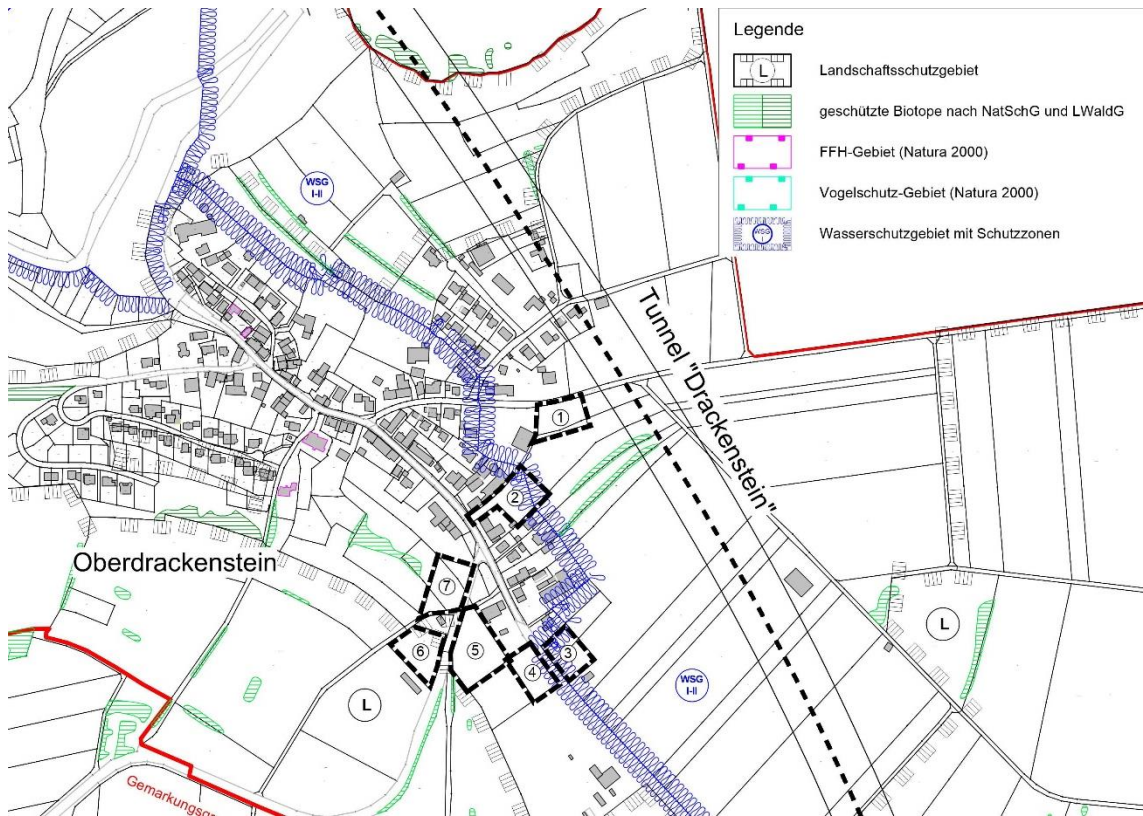 Legende
L
Landschaftsschutzgebiet
geschützte Biotope nach NatSchG und LWaldG
FFH-Gebiet (Natura 2000)
Vogelschutz-Gebiet (Natura 2000)
WSG
Wasserschutzgebiet mit Schutzzonen
WSG
I-II
Tunnel "Drackenstein"
1
2
Oberdrackenstein
7
6
5
4
3
L
WSG
I-II
L